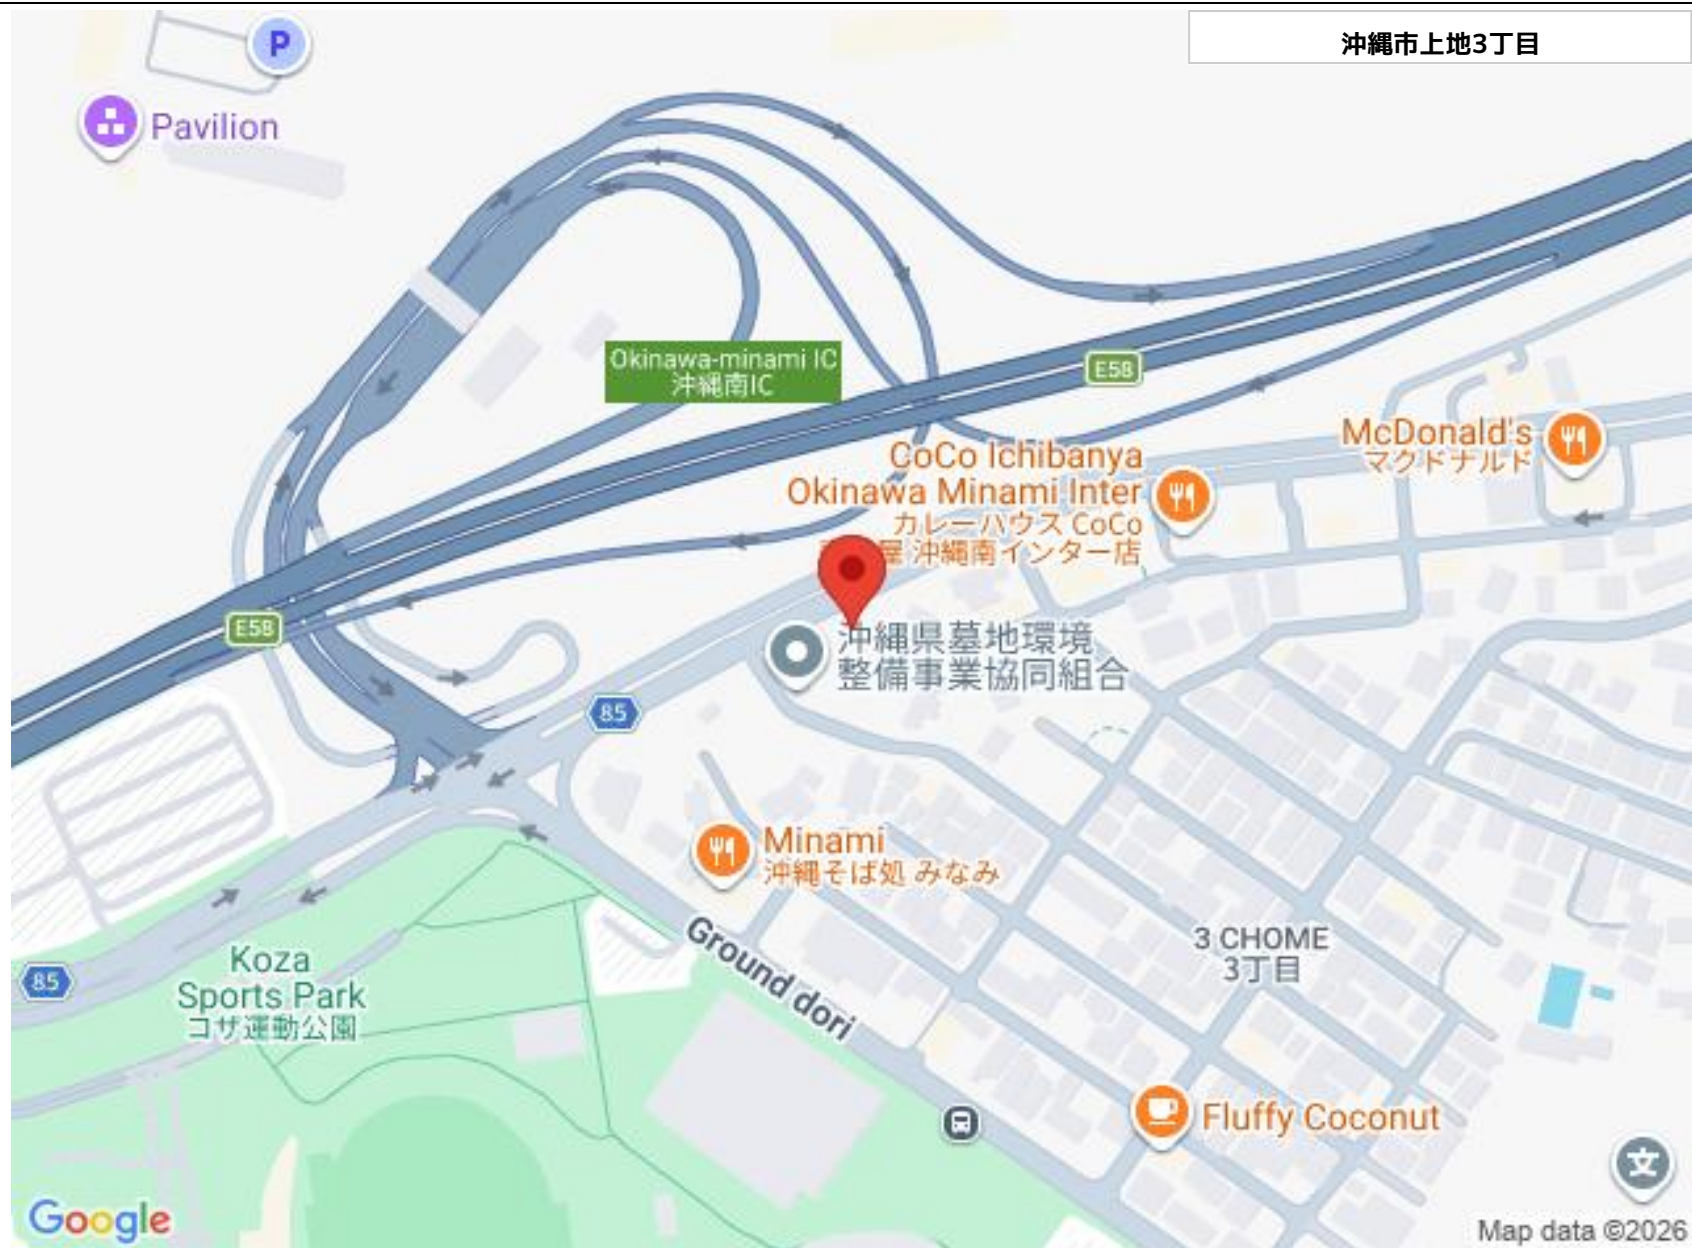 沖縄市上地3丁目
P
Pavilion
Okinawa-minami IC
沖縄南IC
E58
McDonald's
マクドナルド
CoCo Ichibanya
Okinawa Minami Inter
カレーハウス CoCo
屋 沖縄南インター店
E58
沖縄県墓地環境
整備事業協同組合
85
Minami
沖縄そば処 みなみ
Ground dori
3 CHOME
3丁目
85
Koza
Sports Park
コザ運動公園
Fluffy Coconut
文
Google
Map data ©2026